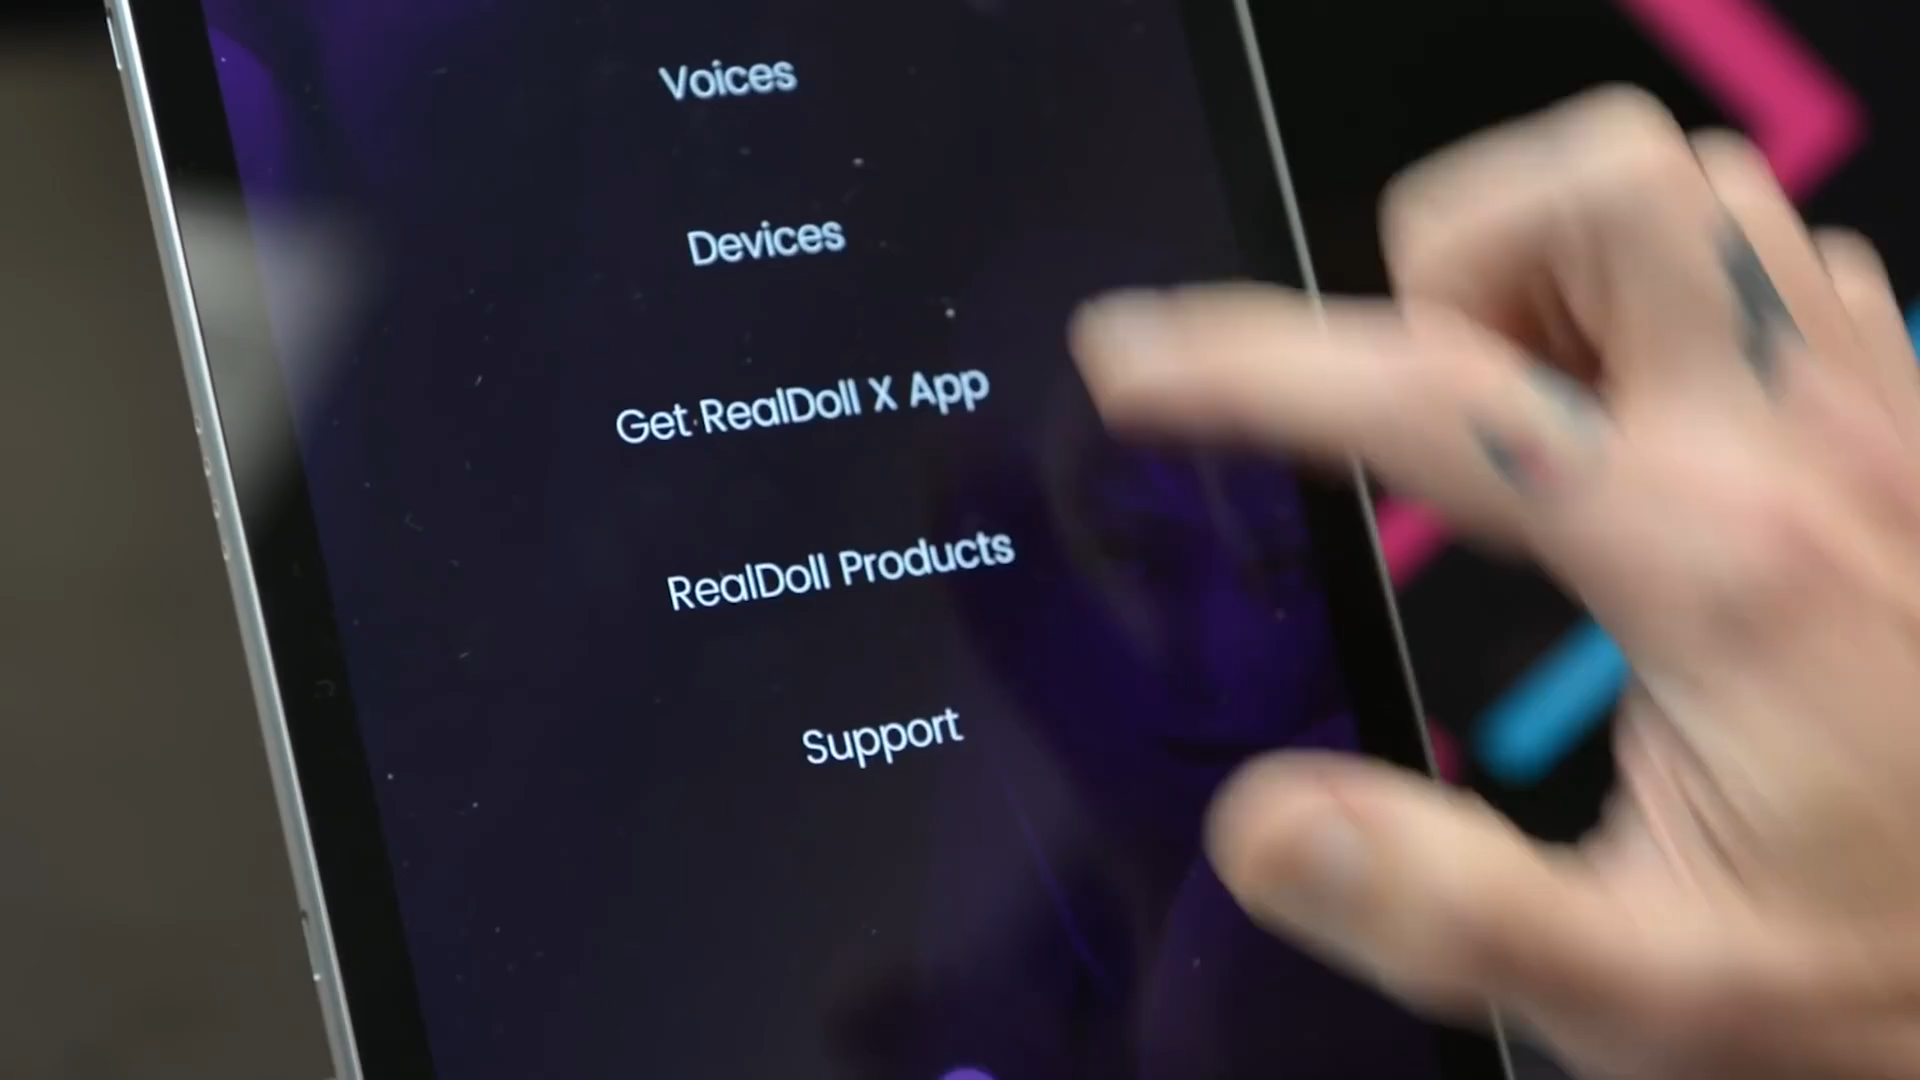 Voices
Devices
Get RealDoll X App
RealDoll Products
Support